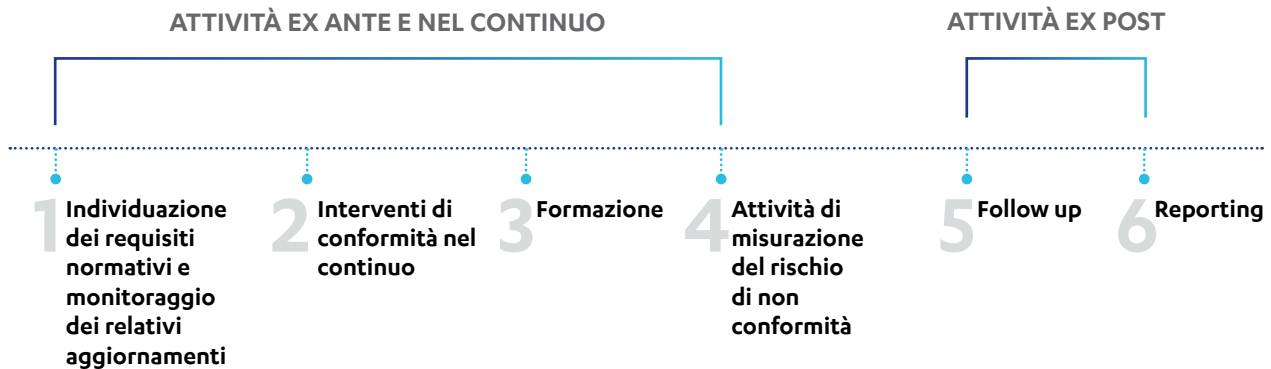 ATTIVITÀ EX ANTE E NEL CONTINUO
ATTIVITÀ EX POST
1
Individuazione
dei requisiti
normativi e
monitoraggio
dei relativi
aggiornamenti
2
Interventi di
conformità nel
continuo
3
Formazione
4
Attività di
misurazione
del rischio
di non
conformità
5
Follow up
6
Reporting